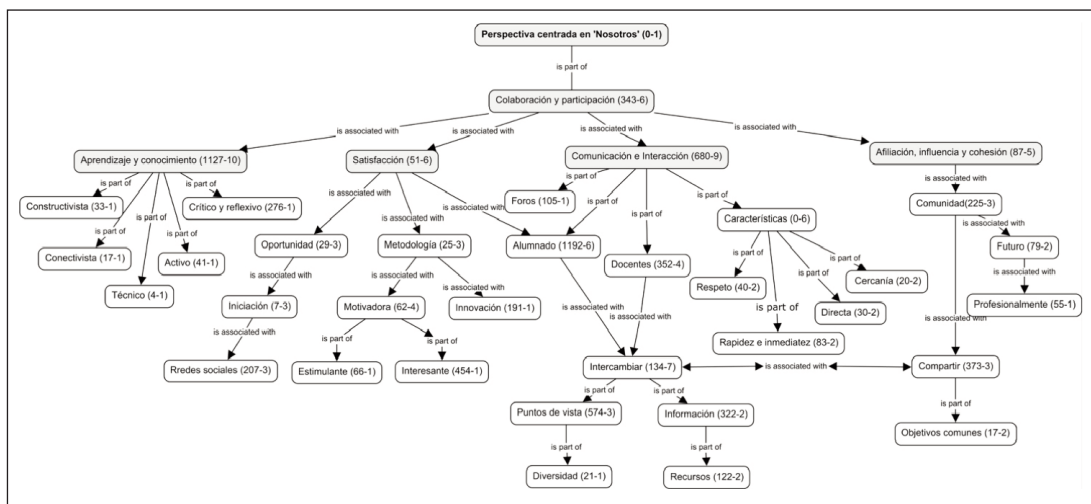 Perspectiva centrada en 'Nosotros' (0-1)
is part of
Colaboración y participación (343-6)
is associated with
is associated with
is associated with
is associated with
Aprendizaje y conocimiento (1127-10)
Satisfacción (51-6)
Comunicación e Interacción (680-9)
Afiliación, influencia y cohesión (87-5)
is part of
is part of
is part of
is part of
is part of
Constructivista (33-1)
Crítico y reflexivo (276-1)
Conectivista (17-1)
Activo (41-1)
Técnico (4-1)
is associated with
is associated with
is associated with
Oportunidad (29-3)
Metodología (25-3)
is associated with
is associated with
is associated with
Iniciación (7-3)
Motivadora (62-4)
Innovación (191-1)
is associated with
is part of
is part of
Rredes sociales (207-3)
Estimulante (66-1)
Interesante (454-1)
is part of
is part of
is part of
is part of
Foros (105-1)
Alumnado (1192-6)
Docentes (352-4)
Características (0-6)
is part of
is part of
is part of
is part of
Respeto (40-2)
Cercanía (20-2)
Directa (30-2)
Rapidez e inmediatez (83-2)
is associated with
is associated with
Intercambiar (134-7)
is associated with
Compartir (373-3)
is part of
is part of
Puntos de vista (574-3)
Información (322-2)
is part of
is part of
Diversidad (21-1)
Recursos (122-2)
is associated with
Comunidad(225-3)
is part of
Futuro (79-2)
is associated with
Profesionalmente (55-1)
is associated with
is part of
Objetivos comunes (17-2)